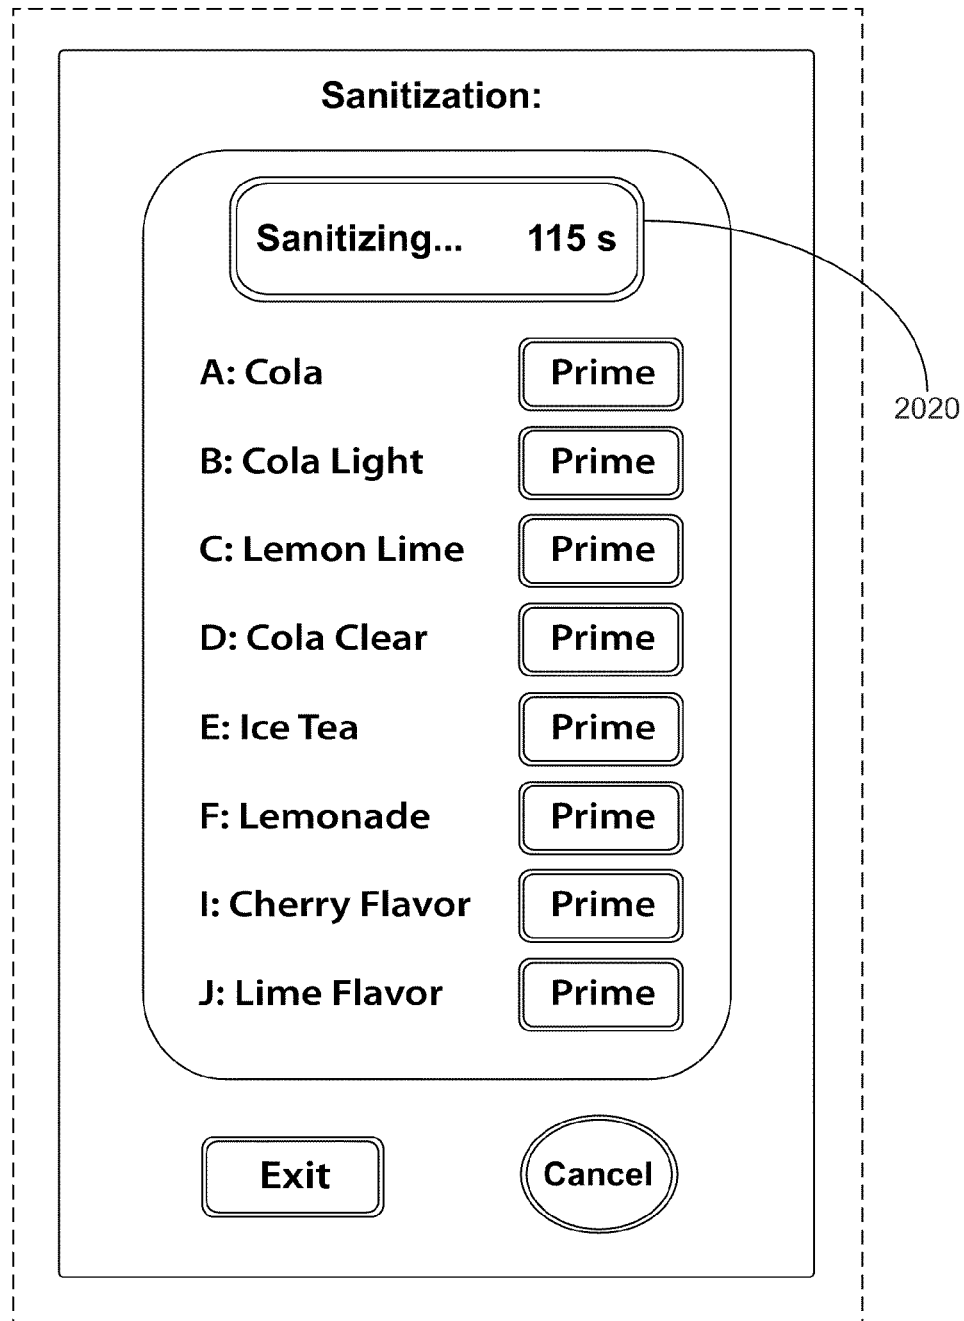 Sanitization:
Sanitizing... 115 s
2020
A: Cola Prime
B: Cola Light Prime
C: Lemon Lime Prime
D: Cola Clear Prime
E: Ice Tea Prime
F: Lemonade Prime
I: Cherry Flavor Prime
J: Lime Flavor Prime
Exit Cancel